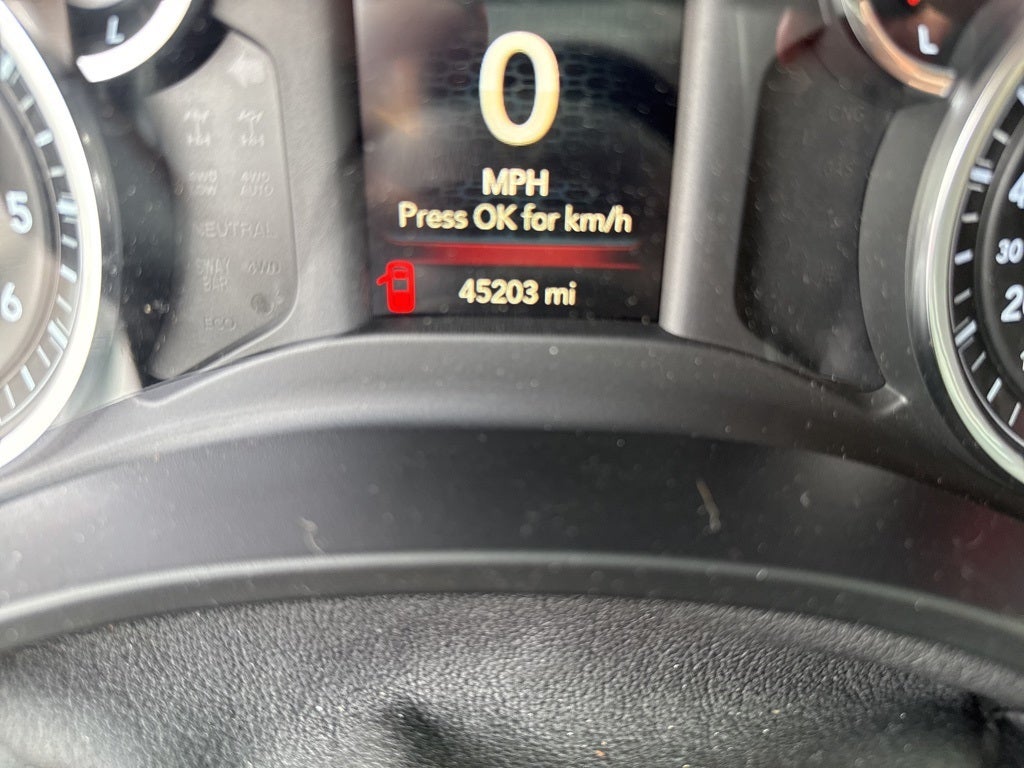 L
L
0
MPH
Press OK for km/h
45203 mi
4WD LOW
4WD AUTO
NEUTRAL
SWAY BAR
4WD
ECO
5
6
30